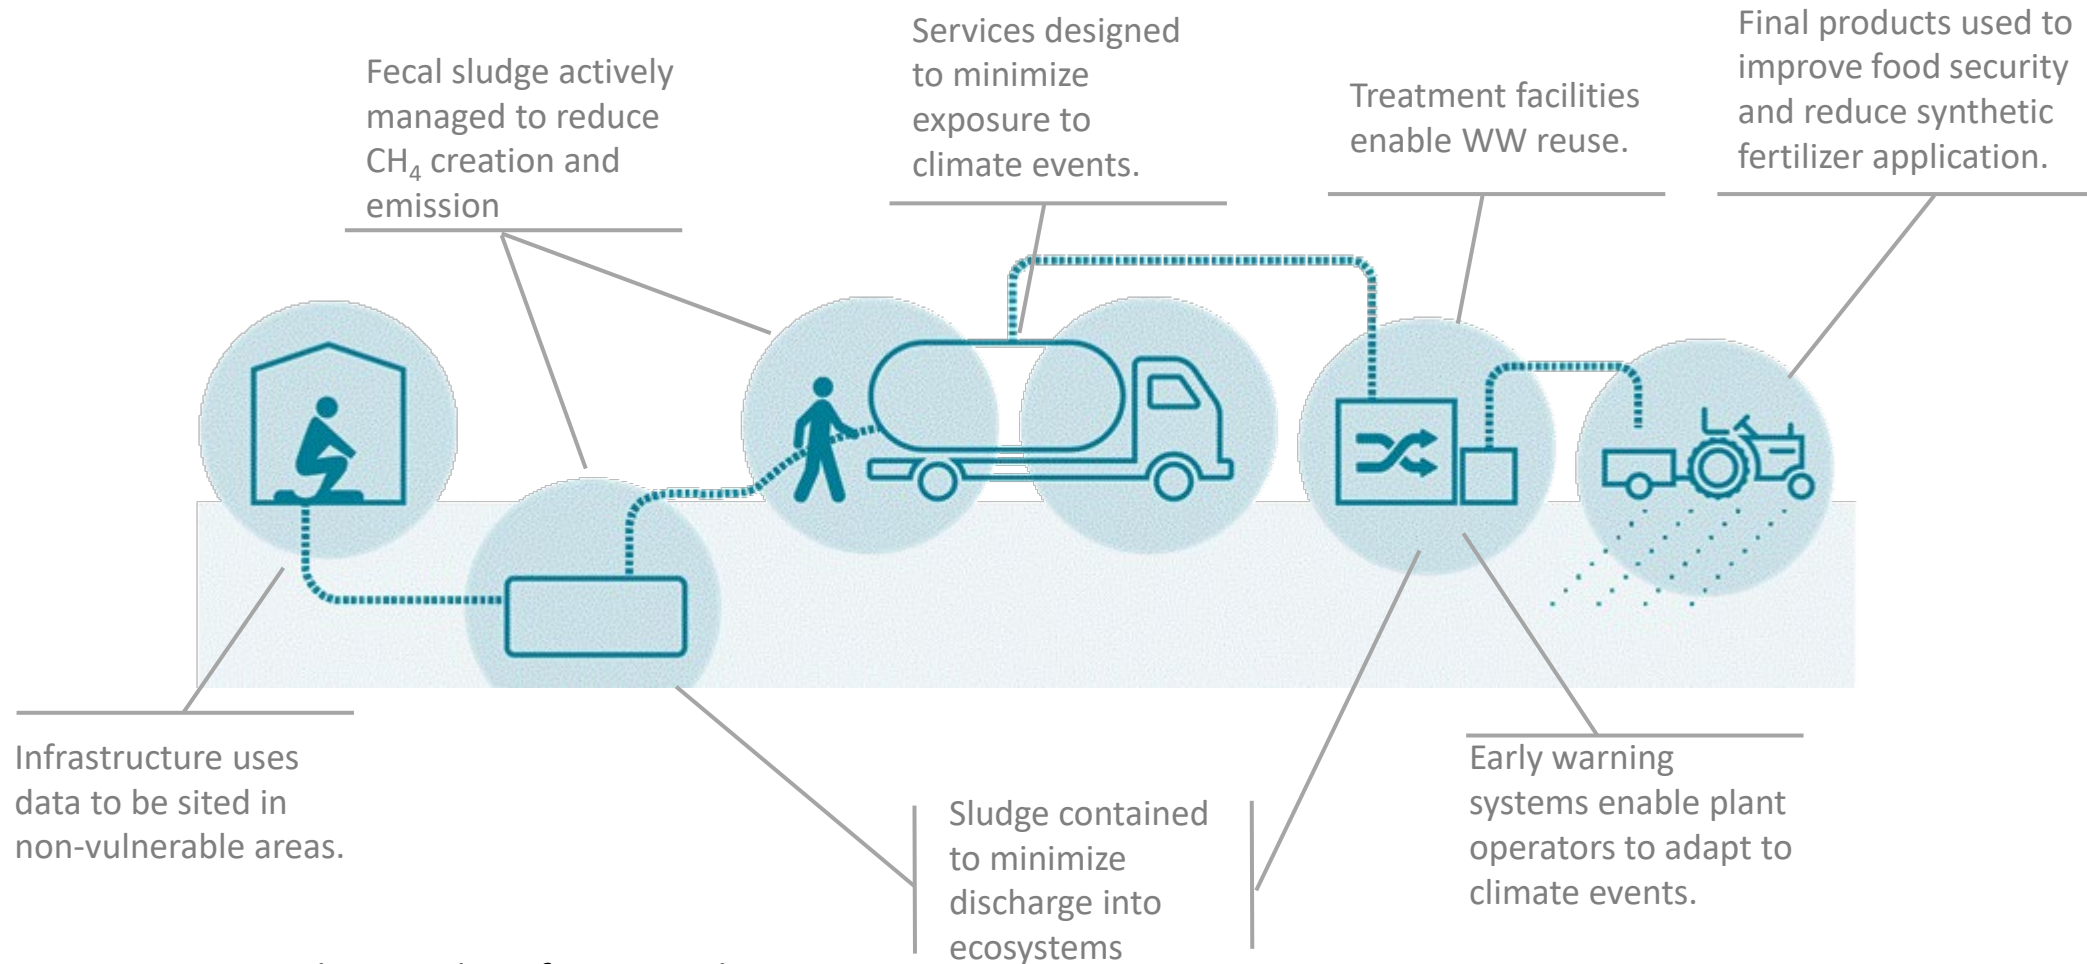 Fecal sludge actively
managed to reduce
CH₄ creation and
emission
Services designed
to minimize
exposure to
climate events.
Treatment facilities
enable WW reuse.
Final products used to
improve food security
and reduce synthetic
fertilizer application.
Infrastructure uses
data to be sited in
non-vulnerable areas.
Sludge contained
to minimize
discharge into
ecosystems
Early warning
systems enable plant
operators to adapt to
climate events.